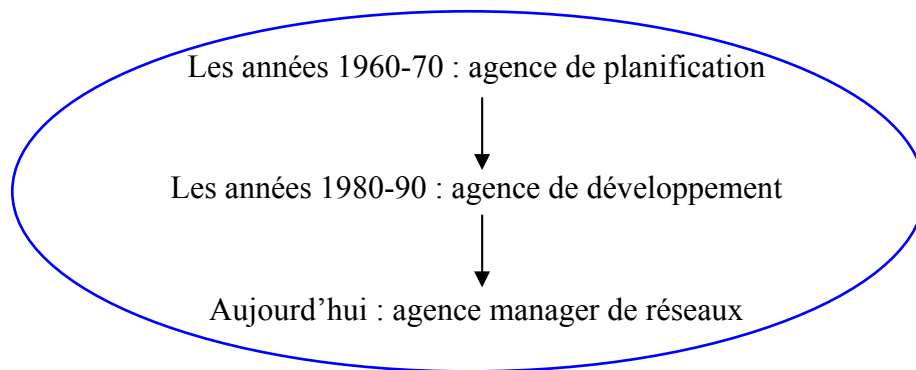 Les années 1960-70 : agence de planification
Les années 1980-90 : agence de développement
Aujourd’hui : agence manager de réseaux